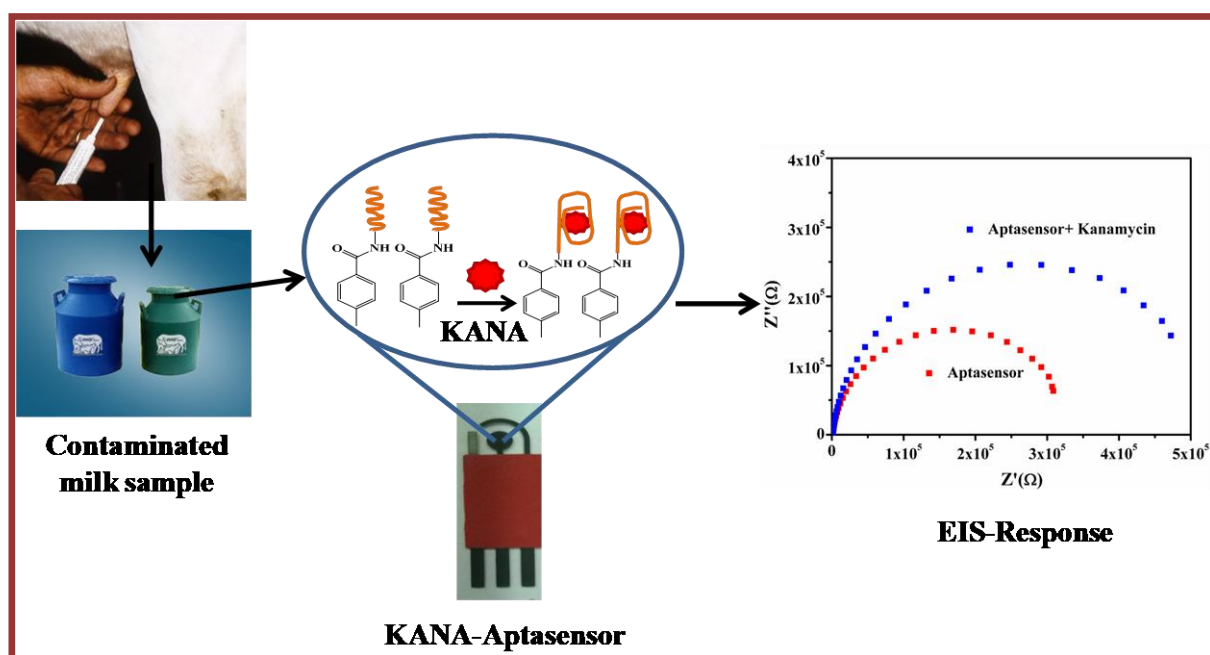 Contaminated
milk sample
O
NH
O
NH
KANA
O
NH
O
NH
KANA-Aptasensor
4x10⁵
3x10⁵
2x10⁵
1x10⁵
0
Z''(Ω)
Aptasensor+ Kanamycin
Aptasensor
0
1x10⁵
2x10⁵
3x10⁵
4x10⁵
5x10⁵
Z'(Ω)
EIS-Response